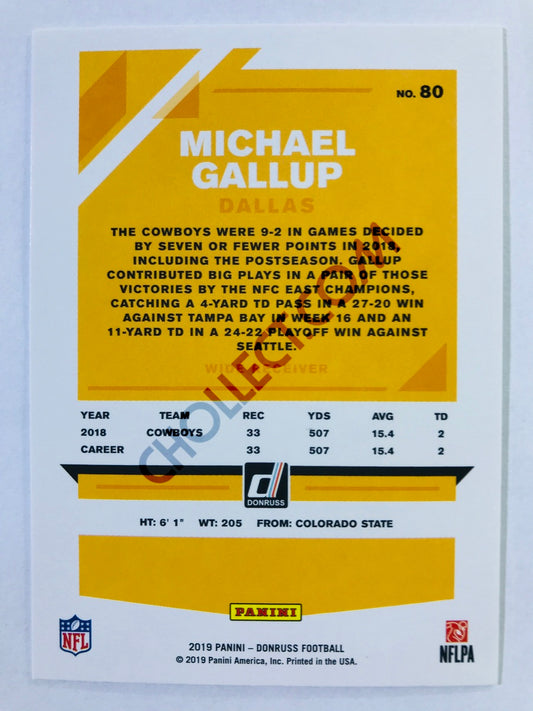 NO. 80
MICHAEL
GALLUP
DALLAS
THE COWBOYS WERE 9-2 IN GAMES DECIDED
BY SEVEN OR FEWER POINTS IN 2018,
INCLUDING THE POSTSEASON. GALLUP
CONTRIBUTED BIG PLAYS IN A PAIR OF THOSE
VICTORIES BY THE NFC EAST CHAMPIONS,
CATCHING A 4-YARD TD PASS IN A 27-20 WIN
AGAINST TAMPA BAY IN WEEK 16 AND AN
11-YARD TD IN A 24-22 PLAYOFF WIN AGAINST
SEATTLE.
WIDE RECEIVER
CHOLLECT.COM
YEAR TEAM REC YDS AVG TD
2018 COWBOYS 33 507 15.4 2
CAREER 33 507 15.4 2
d
DONRUSS
HT: 6' 1" WT: 205 FROM: COLORADO STATE
PANINI
NFL
NFLPA
2019 PANINI – DONRUSS FOOTBALL
© 2019 Panini America, Inc. Printed in the USA.